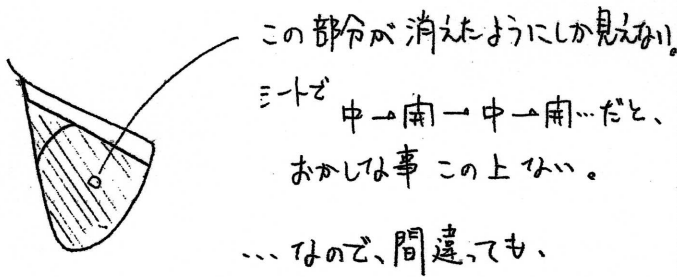 この部分が消えたようにしか見えない。
シートで 中→開→中→開…だと、
おかしな事この上ない。
…なので、間違っても、